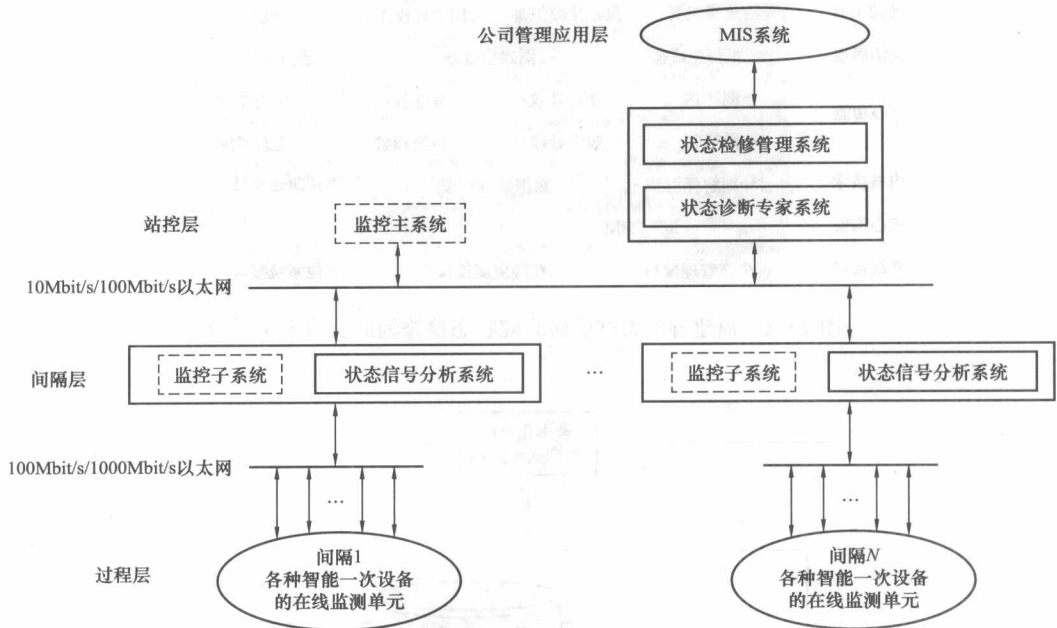 公司管理应用层
MIS系统
状态检修管理系统
状态诊断专家系统
站控层
监控主系统
10Mbit/s/100Mbit/s以太网
间隔层
监控子系统
状态信号分析系统
...
监控子系统
状态信号分析系统
100Mbit/s/1000Mbit/s以太网
...
...
过程层
间隔1
各种智能一次设备
的在线监测单元
间隔N
各种智能一次设备
的在线监测单元